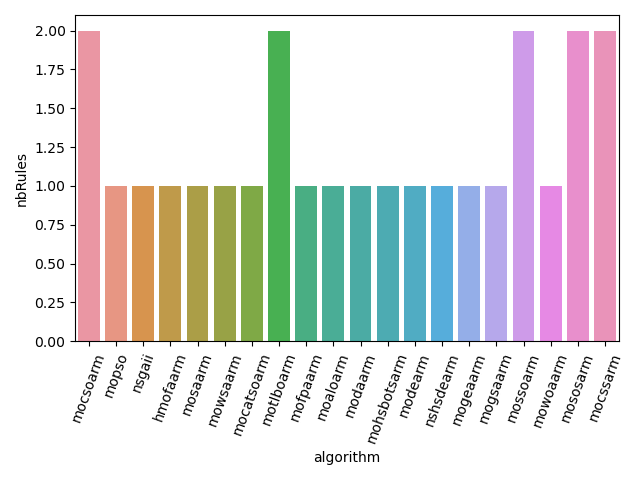 2.00
1.75
1.50
1.25
1.00
0.75
0.50
0.25
0.00
nbRules
mocsoarm
mopso
nsgaii
hmofaarm
mosaarm
mowsaarm
mocatsoarm
motlboarm
mofpaarm
moaloarm
modaarm
mohsbotsarm
modearm
nshsdearm
mogeaarm
mogsaarm
mossoarm
mowoaarm
mososarm
mocssarm
algorithm